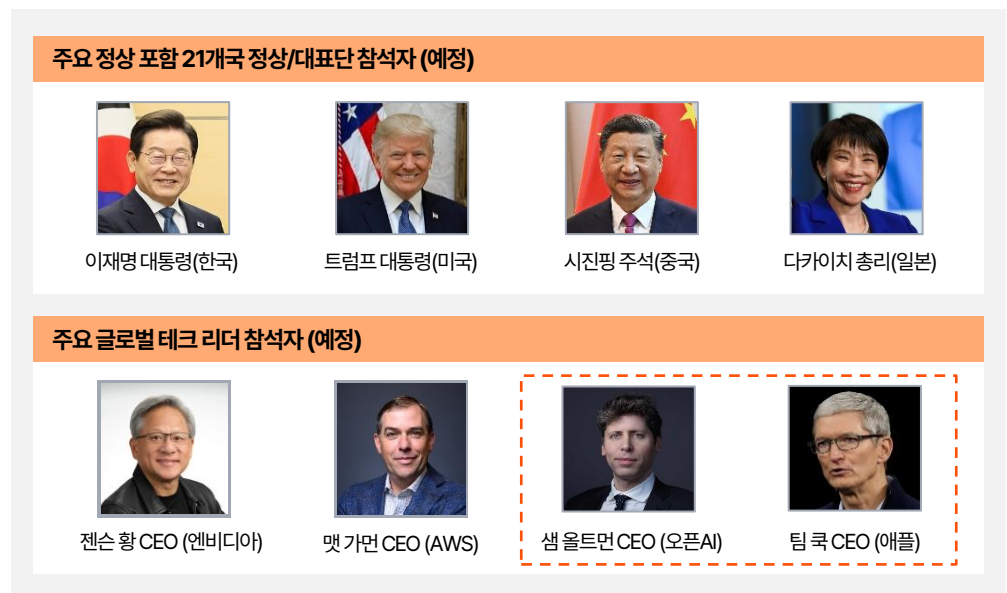 주요 정상 포함 21개국 정상/대표단 참석자 (예정)
이재명 대통령(한국)
트럼프 대통령(미국)
시진핑 주석(중국)
다카이치 총리(일본)
주요 글로벌 테크 리더 참석자 (예정)
젠슨 황 CEO (엔비디아)
맷 가먼 CEO (AWS)
샘 올트먼 CEO (오픈AI)
팀 쿡 CEO (애플)